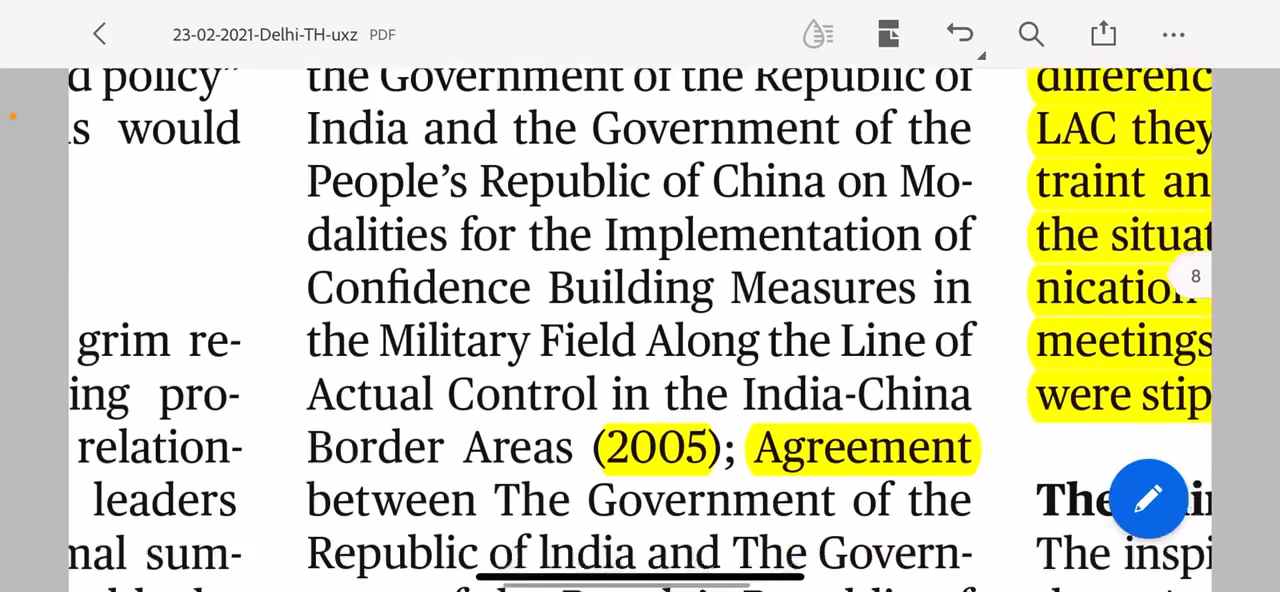 23-02-2021-Delhi-TH-uxz PDF
d policy"
s would
grim re-
ing pro-
relation-
leaders
mal sum-
the Government of the Republic of
India and the Government of the
People's Republic of China on Mo-
dalities for the Implementation of
Confidence Building Measures in
the Military Field Along the Line of
Actual Control in the India-China
Border Areas (2005); Agreement
between The Government of the
Republic of India and The Govern-
differenc
LAC they
traint an
the situat
nication
meetings
were stip
The
The inspi
8